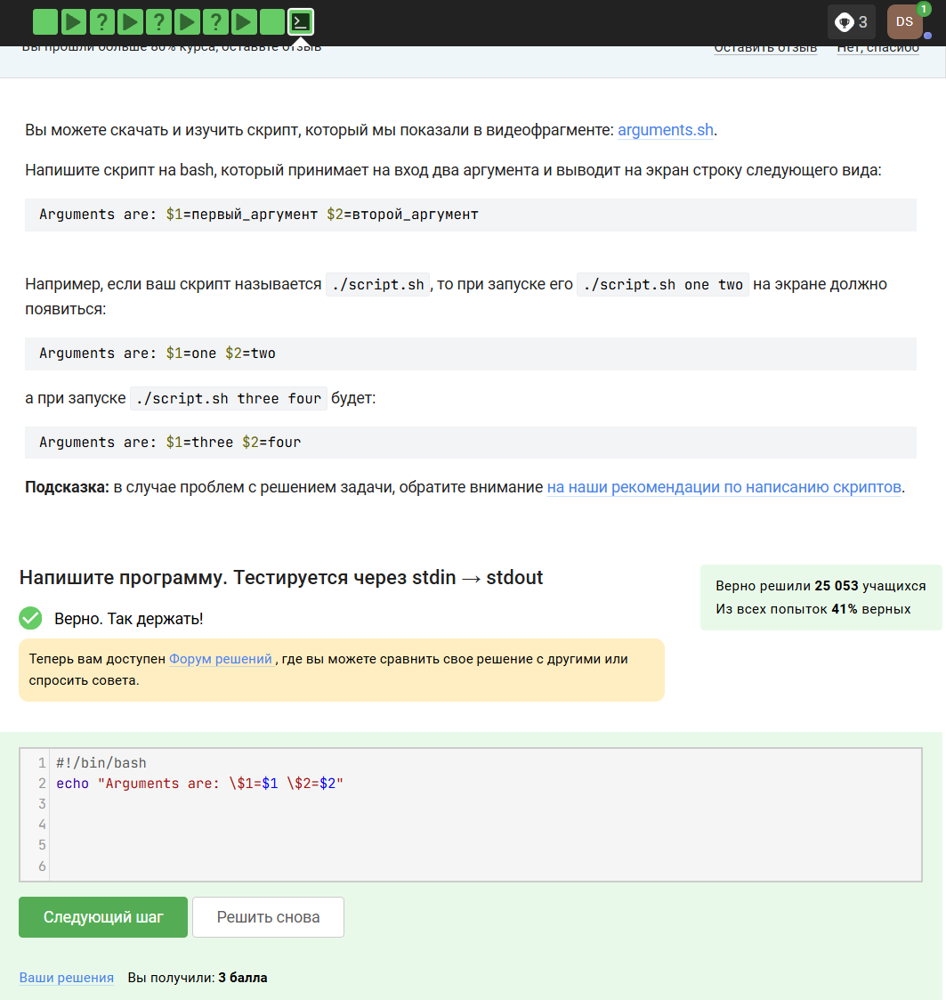 ? ? ? >_ 3 DS 1
Вы прошли больше 80% курса, оставьте отзыв Оставить отзыв Нет, спасибо
Вы можете скачать и изучить скрипт, который мы показали в видеофрагменте: arguments.sh.
Напишите скрипт на bash, который принимает на вход два аргумента и выводит на экран строку следующего вида:
Arguments are: $1=первый_аргумент $2=второй_аргумент
Например, если ваш скрипт называется ./script.sh , то при запуске его ./script.sh one two на экране должно
появиться:
Arguments are: $1=one $2=two
а при запуске ./script.sh three four будет:
Arguments are: $1=three $2=four
Подсказка: в случае проблем с решением задачи, обратите внимание на наши рекомендации по написанию скриптов.
Напишите программу. Тестируется через stdin → stdout
Верно решили 25 053 учащихся
Из всех попыток 41% верных
Верно. Так держать!
Теперь вам доступен Форум решений , где вы можете сравнить свое решение с другими или
спросить совета.
1 #!/bin/bash
2 echo "Arguments are: \$1=$1 \$2=$2"
3
4
5
6
Следующий шаг Решить снова
Ваши решения Вы получили: 3 балла